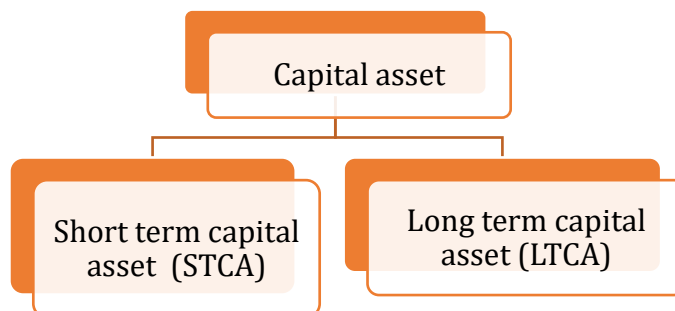 Capital asset
Short term capital
asset (STCA)
Long term capital
asset (LTCA)